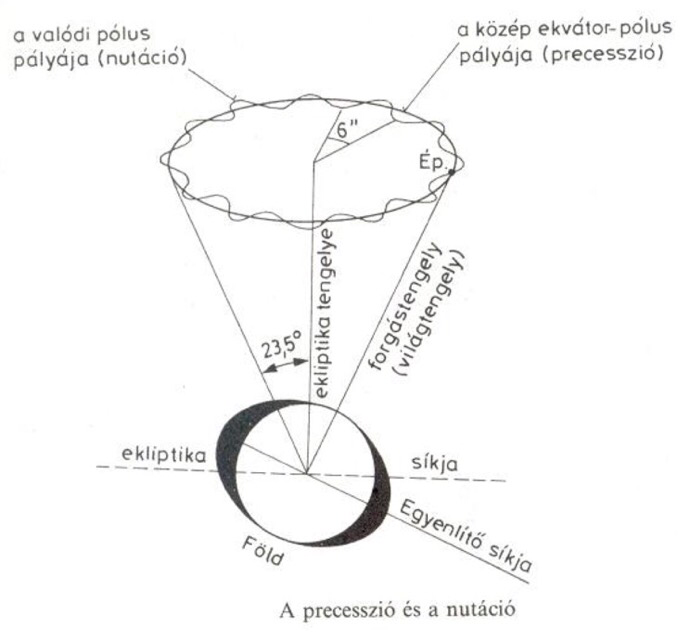 a valódi pólus
pályája (nutáció)
a közép ekvátor-pólus
pályája (precesszió)
6"
Ép.
ekliptika tengelye
forgástengely
(világtengely)
23,5°
ekliptika
síkja
Egyenlítő síkja
Föld
A precesszió és a nutáció